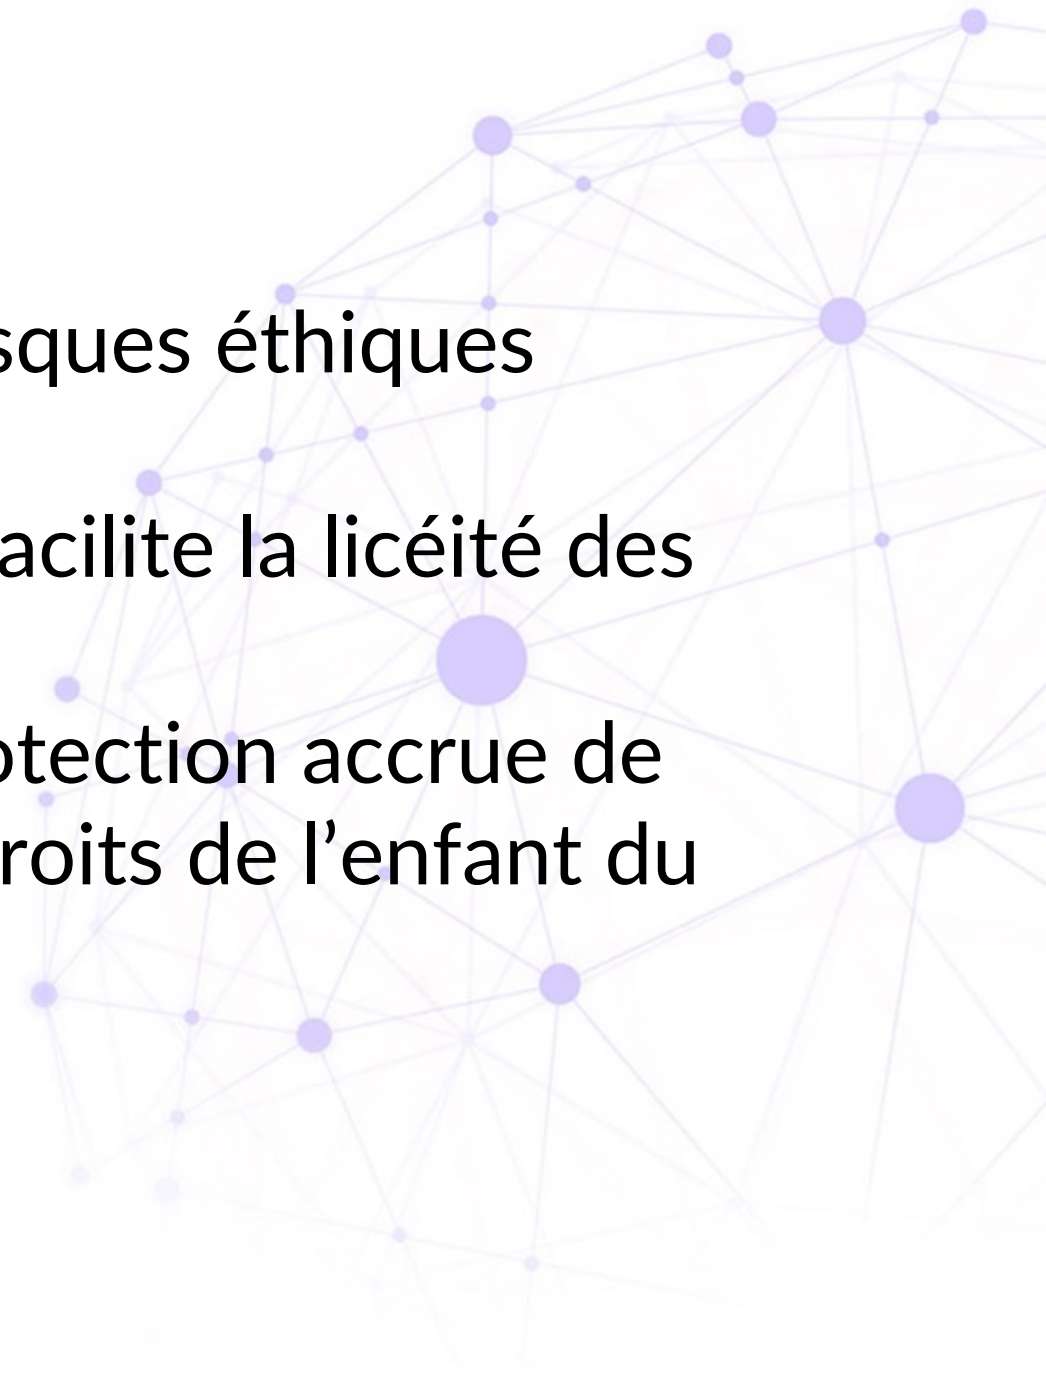 sques éthiques
acilite la licéité des
otection accrue de
roits de l’enfant du